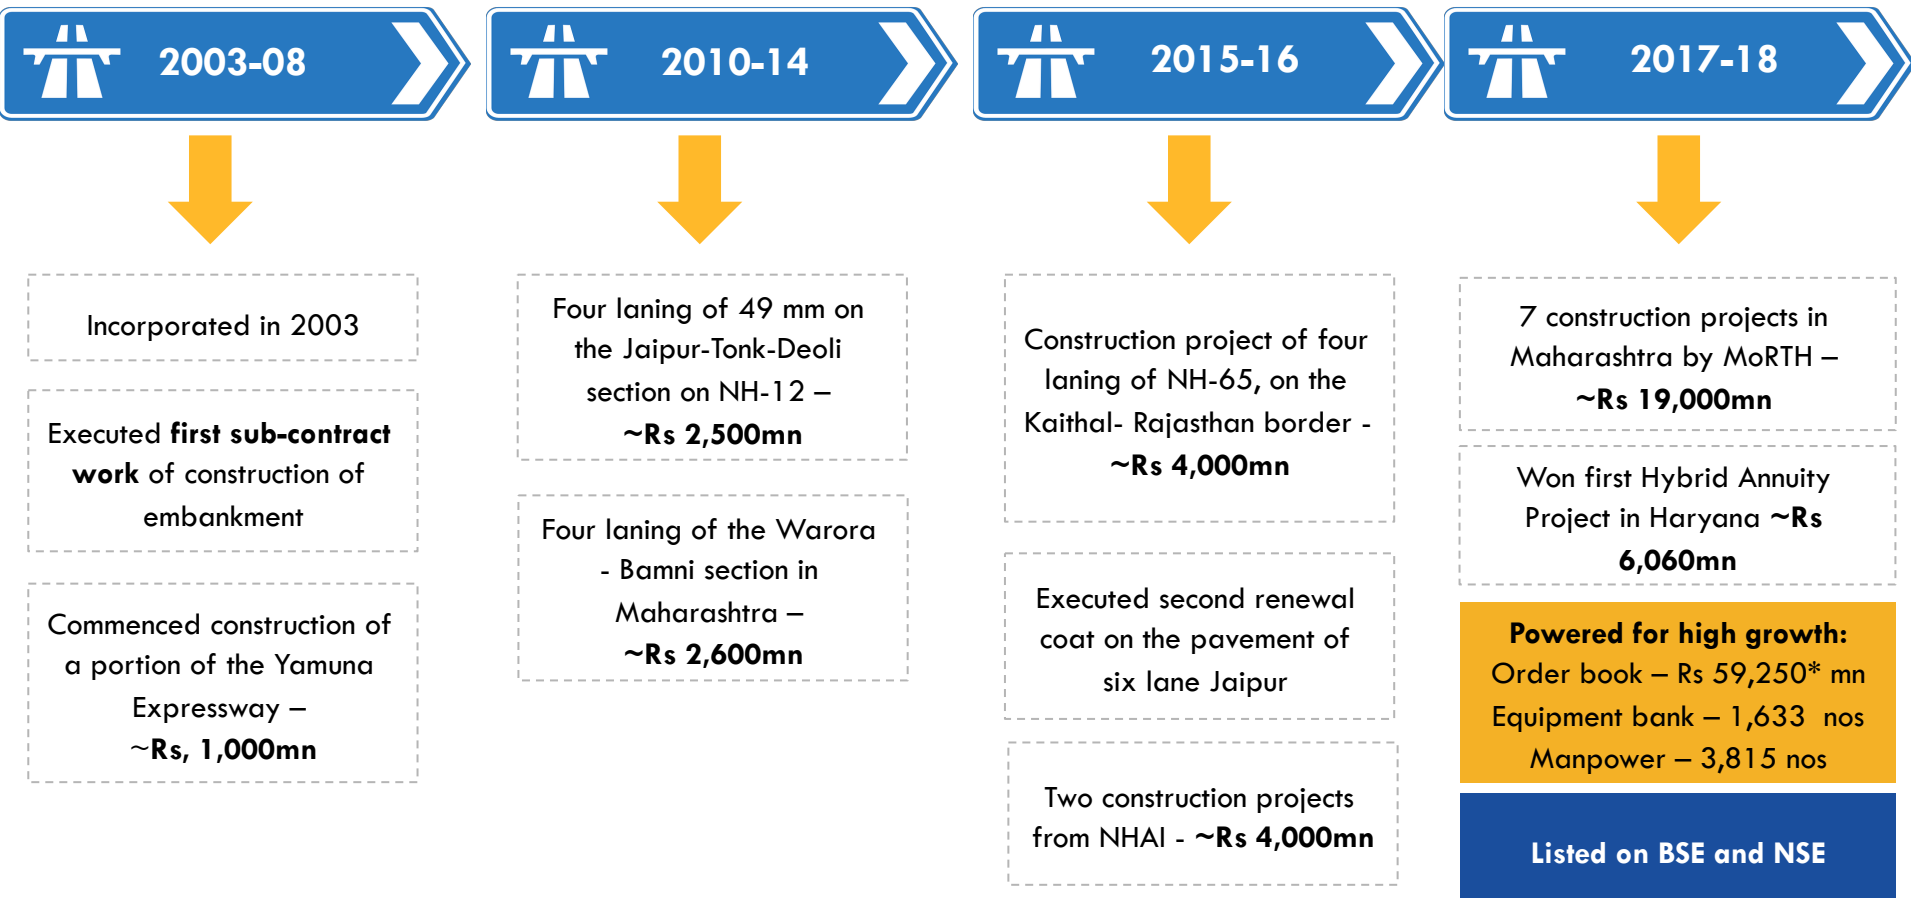 2003-08
Incorporated in 2003
Executed first sub-contract
work of construction of
embankment
Commenced construction of
a portion of the Yamuna
Expressway –
~Rs, 1,000mn
2010-14
Four laning of 49 mm on
the Jaipur-Tonk-Deoli
section on NH-12 –
~Rs 2,500mn
Four laning of the Warora
- Bamni section in
Maharashtra –
~Rs 2,600mn
2015-16
Construction project of four
laning of NH-65, on the
Kaithal- Rajasthan border -
~Rs 4,000mn
Executed second renewal
coat on the pavement of
six lane Jaipur
Two construction projects
from NHAI - ~Rs 4,000mn
2017-18
7 construction projects in
Maharashtra by MoRTH –
~Rs 19,000mn
Won first Hybrid Annuity
Project in Haryana ~Rs
6,060mn
Powered for high growth:
Order book – Rs 59,250* mn
Equipment bank – 1,633 nos
Manpower – 3,815 nos
Listed on BSE and NSE